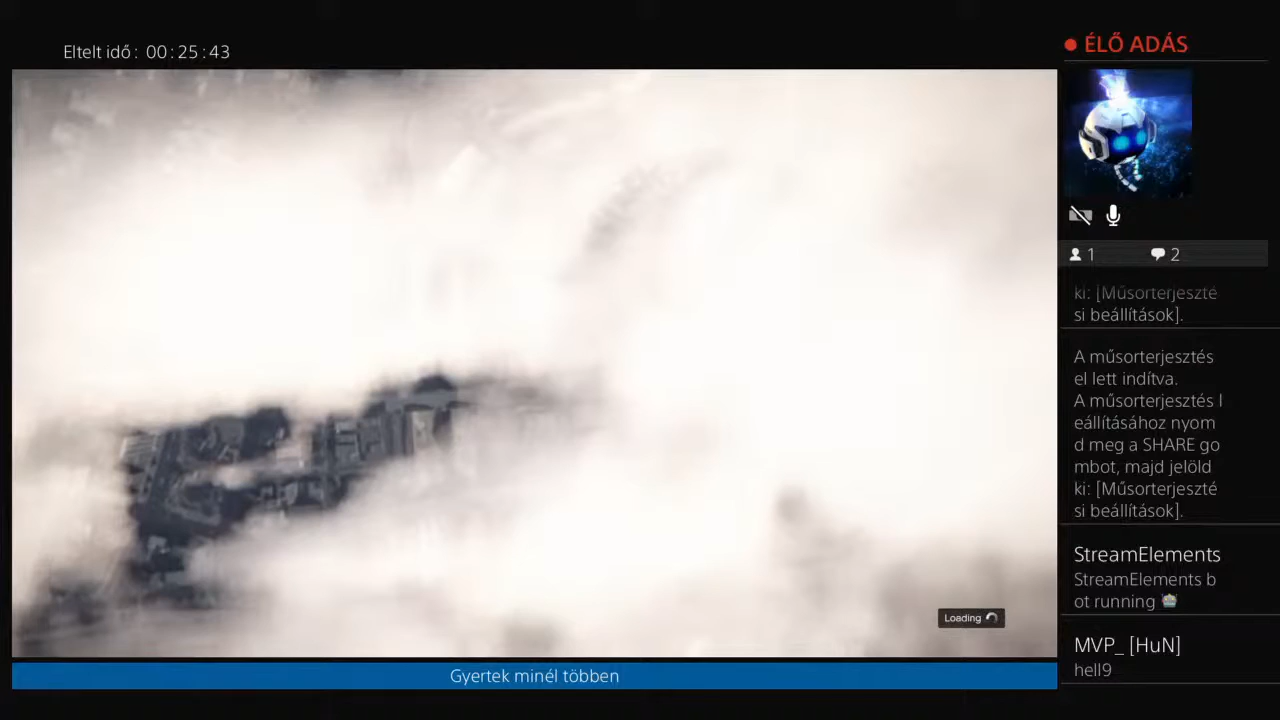 Eltelt idő: 00:25:43
ÉLŐ ADÁS
1 2
ki: [Műsorterjeszté
si beállítások].
A műsorterjesztés
el lett indítva.
A műsorterjesztés l
eállításához nyom
d meg a SHARE go
mbot, majd jelöld
ki: [Műsorterjeszté
si beállítások].
StreamElements
StreamElements b
ot running
MVP_ [HuN]
hell9
Loading
Gyertek minél többen